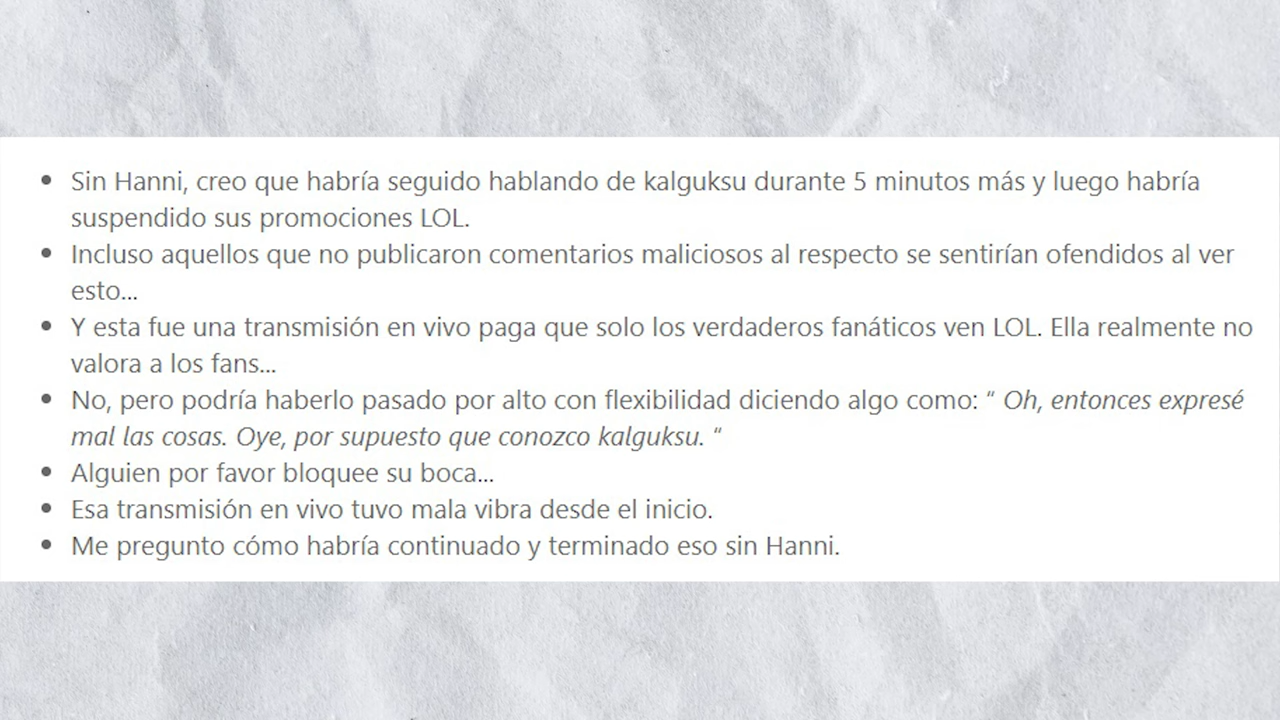 • Sin Hanni, creo que habría seguido hablando de kalguksu durante 5 minutos más y luego habría
suspendido sus promociones LOL.
• Incluso aquellos que no publicaron comentarios maliciosos al respecto se sentirían ofendidos al ver
esto...
• Y esta fue una transmisión en vivo paga que solo los verdaderos fanáticos ven LOL. Ella realmente no
valora a los fans...
• No, pero podría haberlo pasado por alto con flexibilidad diciendo algo como: “ Oh, entonces expresé
mal las cosas. Oye, por supuesto que conozco kalguksu. “
• Alguien por favor bloquee su boca...
• Esa transmisión en vivo tuvo mala vibra desde el inicio.
• Me pregunto cómo habría continuado y terminado eso sin Hanni.